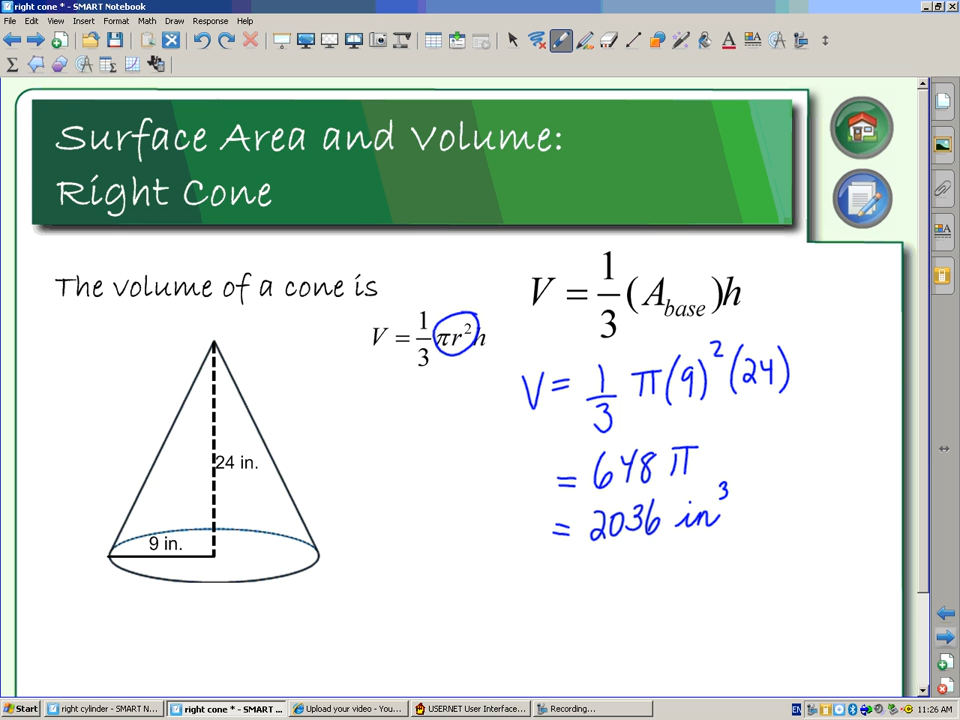 right cone * - SMART Notebook
File Edit View Insert Format Math Draw Response Help
Surface Area and Volume:
Right Cone
The volume of a cone is
V = 1/3 πr²h
V = 1/3 (A_base)h
V = 1/3 π(9)²(24)
= 648 π
= 2036 in³
24 in.
9 in.
Start right cylinder - SMART N... right cone * - SMART ... Upload your video - You... USERNET User Interface... Recording... EN 11:26 AM